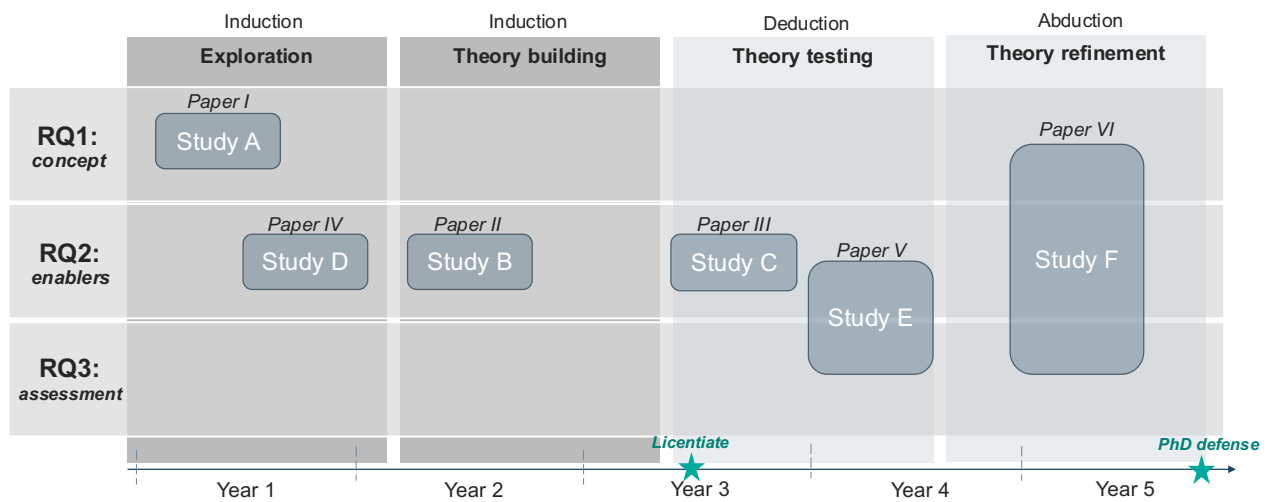 Induction
Induction
Deduction
Abduction
Exploration
Theory building
Theory testing
Theory refinement
RQ1:
concept
Paper I
Study A
Paper VI
Study F
RQ2:
enablers
Paper IV
Study D
Paper II
Study B
Paper III
Study C
Paper V
Study E
RQ3:
assessment
Licentiate
PhD defense
Year 1
Year 2
Year 3
Year 4
Year 5